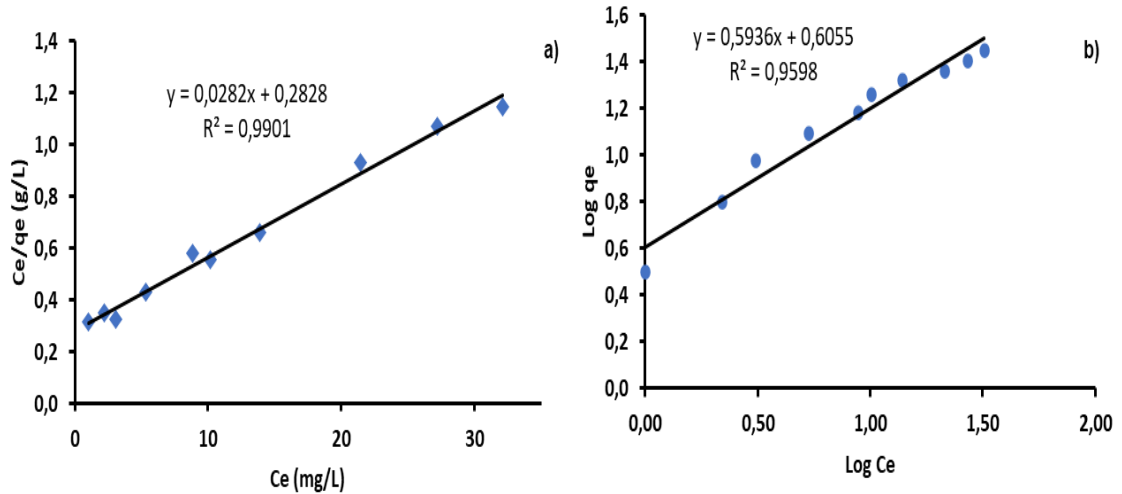 a)
y = 0,0282x + 0,2828
R² = 0,9901
Ce/qe (g/L)
1,4
1,2
1,0
0,8
0,6
0,4
0,2
0,0
0 10 20 30
Ce (mg/L)
b)
y = 0,5936x + 0,6055
R² = 0,9598
Log qe
1,6
1,4
1,2
1,0
0,8
0,6
0,4
0,2
0,0
0,00 0,50 1,00 1,50 2,00
Log Ce